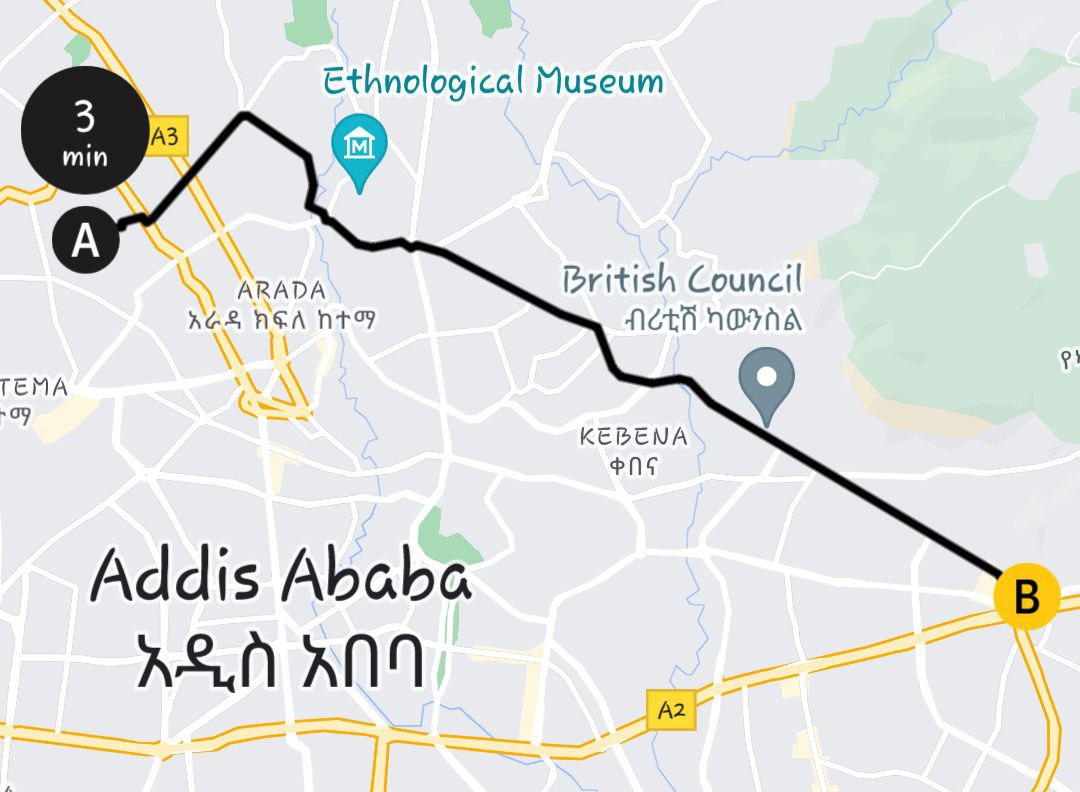 Ethnological Museum
3
min
A3
A
ARADA
አራዳ ክፍለ ከተማ
British Council
ብሪቲሽ ካውንስል
TEMA
ተማ
KEBENA
ቀበና
Addis Ababa
አዲስ አበባ
B
A2